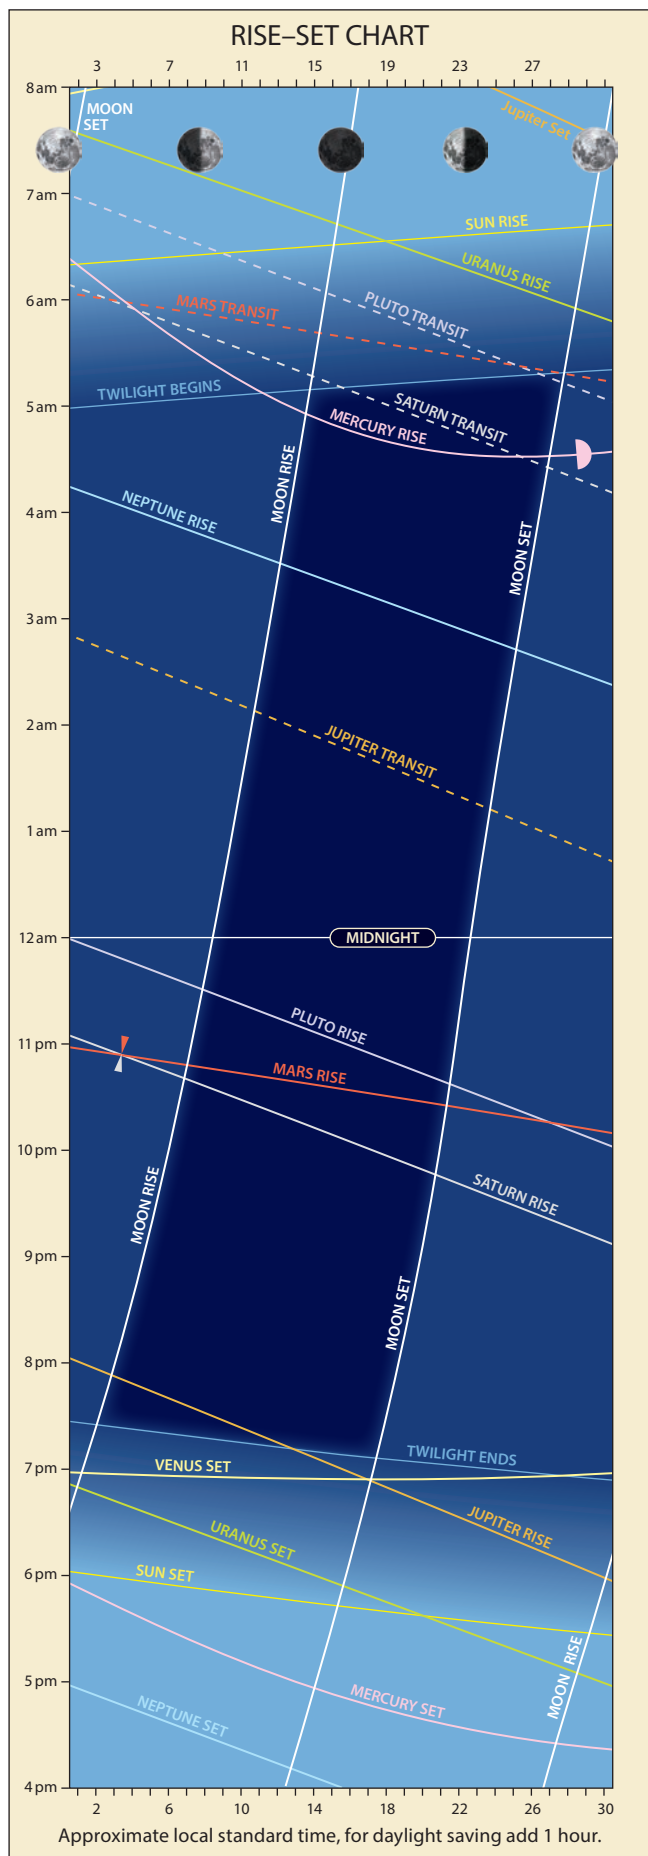 RISE–SET CHART
3 7 11 15 19 23 27
8 am
MOON
SET
Jupiter Set
7 am
SUN RISE
URANUS RISE
PLUTO TRANSIT
6 am
MARS TRANSIT
TWILIGHT BEGINS
5 am
SATURN TRANSIT
MERCURY RISE
MOON RISE
NEPTUNE RISE
4 am
MOON SET
3 am
JUPITER TRANSIT
2 am
1 am
12 am
MIDNIGHT
PLUTO RISE
11 pm
MARS RISE
10 pm
SATURN RISE
MOON RISE
9 pm
MOON SET
8 pm
TWILIGHT ENDS
VENUS SET
7 pm
JUPITER RISE
URANUS SET
SUN SET
6 pm
MOON RISE
5 pm
MERCURY SET
NEPTUNE SET
4 pm
2 6 10 14 18 22 26 30
Approximate local standard time, for daylight saving add 1 hour.